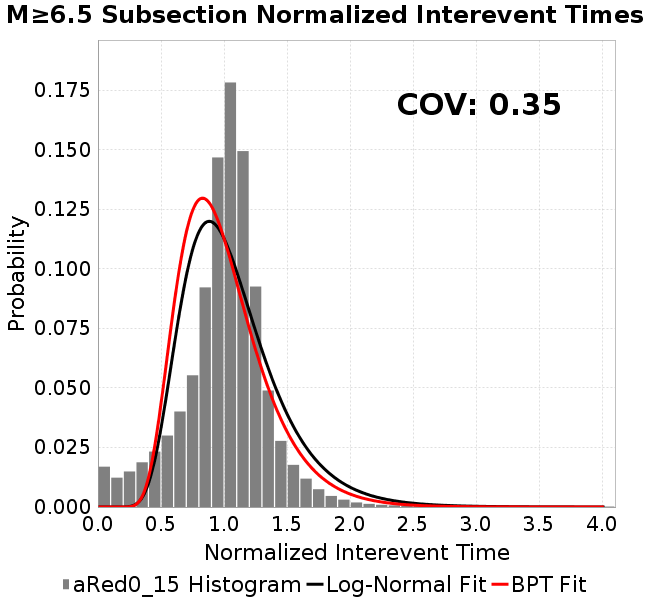 M≥6.5 Subsection Normalized Interevent Times
COV: 0.35
Probability
0.175
0.150
0.125
0.100
0.075
0.050
0.025
0.000
0.0 0.5 1.0 1.5 2.0 2.5 3.0 3.5 4.0
Normalized Interevent Time
aRed0_15 Histogram Log-Normal Fit BPT Fit